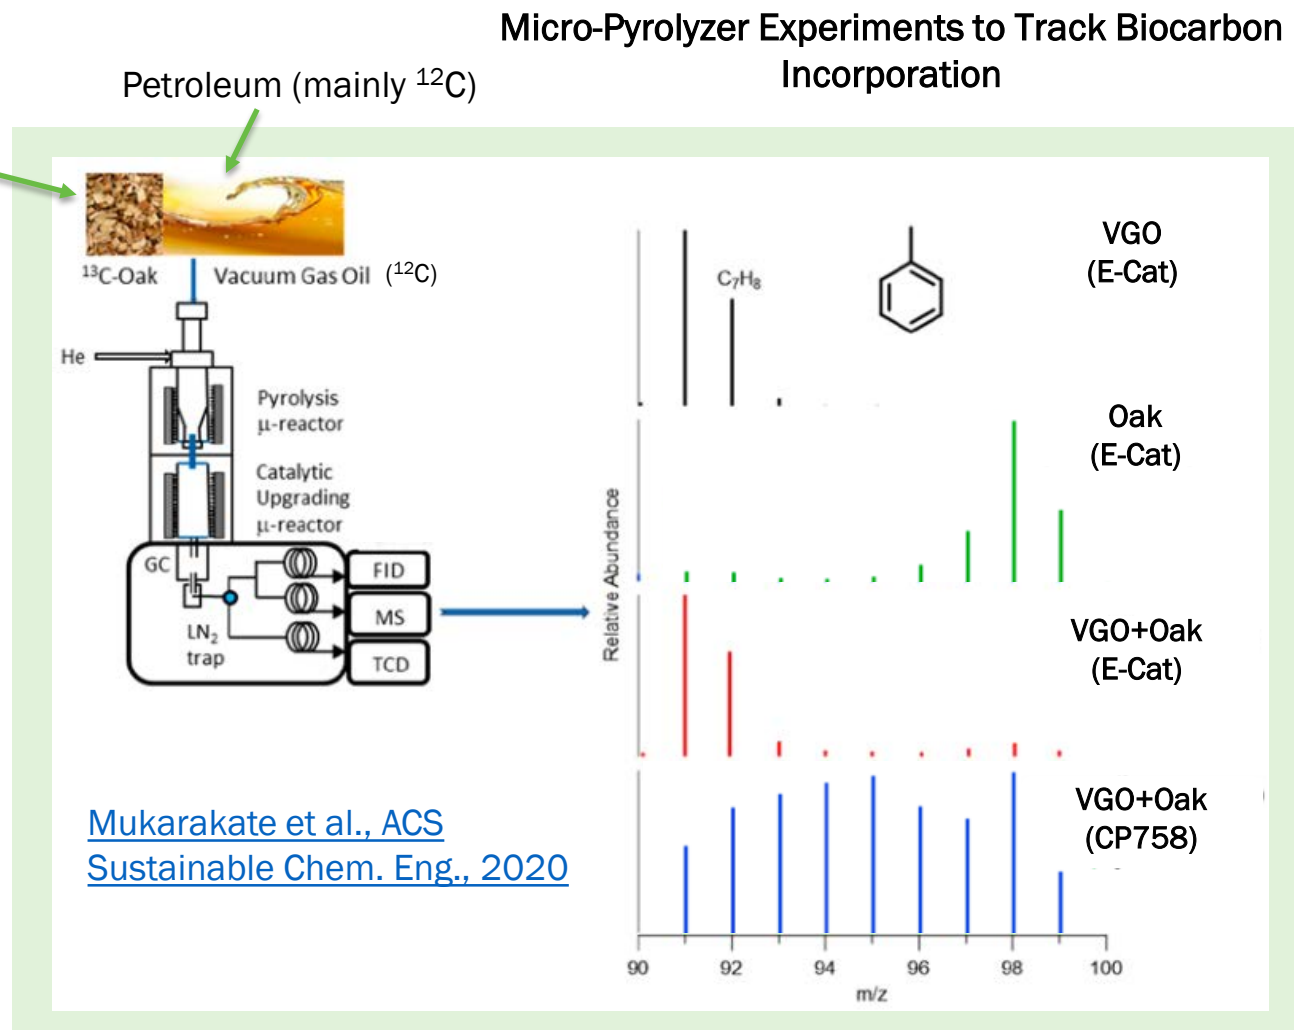 Micro-Pyrolyzer Experiments to Track Biocarbon
Incorporation
Petroleum (mainly ¹²C)
¹³C-Oak
Vacuum Gas Oil
(¹²C)
He
Pyrolysis
μ-reactor
Catalytic
Upgrading
μ-reactor
GC
LN₂
trap
FID
MS
TCD
Mukarakate et al., ACS
Sustainable Chem. Eng., 2020
Relative Abundance
C₇H₈
VGO
(E-Cat)
Oak
(E-Cat)
VGO+Oak
(E-Cat)
VGO+Oak
(CP758)
90 92 94 96 98 100
m/z